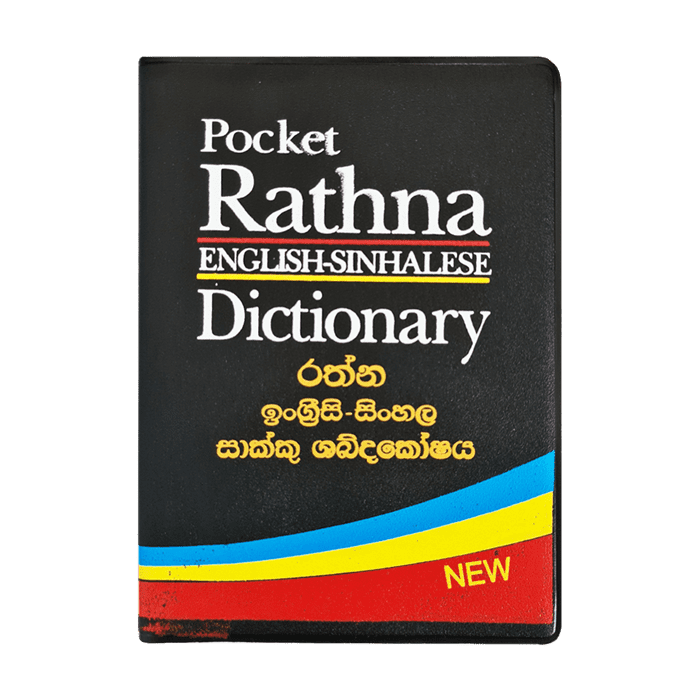 Pocket
Rathna
ENGLISH-SINHALESE
Dictionary
රත්න
ඉංග්‍රීසි-සිංහල
සාක්කු ශබ්දකෝෂය
NEW